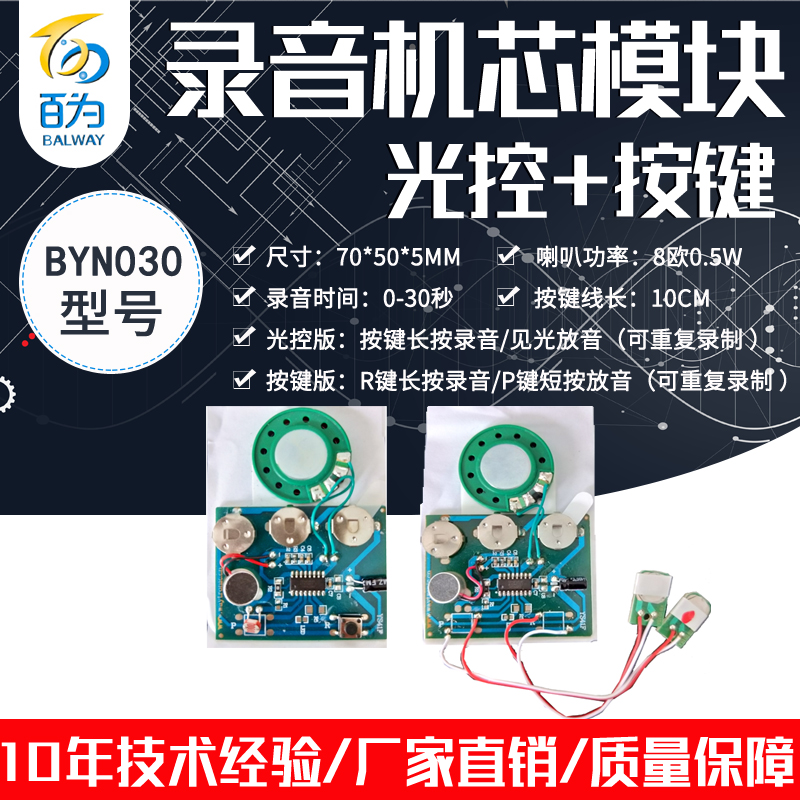 百为
BALWAY
录音机芯模块
光控+按键
BYN030
型号
尺寸：70*50*5MM
喇叭功率：8欧0.5W
录音时间：0-30秒
按键线长：10CM
光控版：按键长按录音/见光放音（可重复录制）
按键版：R键长按录音/P键短按放音（可重复录制）
10年技术经验/厂家直销/质量保障